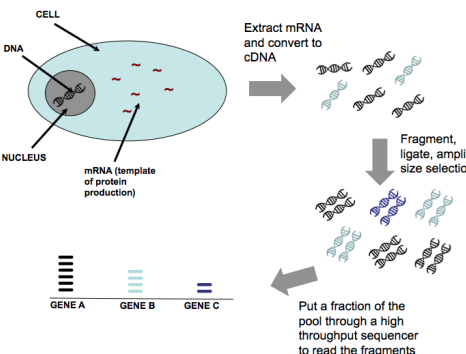 CELL
DNA
NUCLEUS
mRNA (template
of protein
production)
Extract mRNA
and convert to
cDNA
Fragment,
ligate, ampli
size selectio
Put a fraction of the
pool through a high
throughput sequencer
to read the fragments
GENE A
GENE B
GENE C